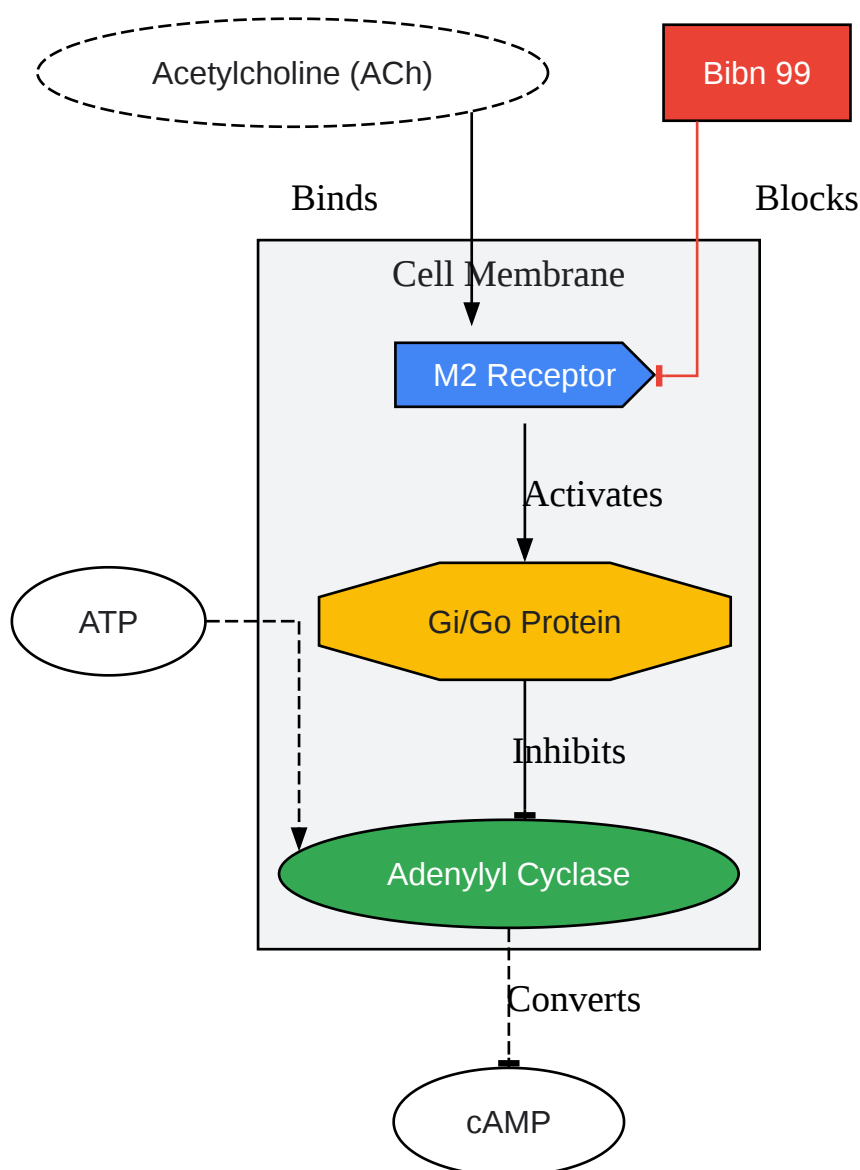 Acetylcholine (ACh)
Bibn 99
Binds
Blocks
Cell Membrane
M2 Receptor
Activates
ATP
Gi/Go Protein
Inhibits
Adenylyl Cyclase
Converts
cAMP